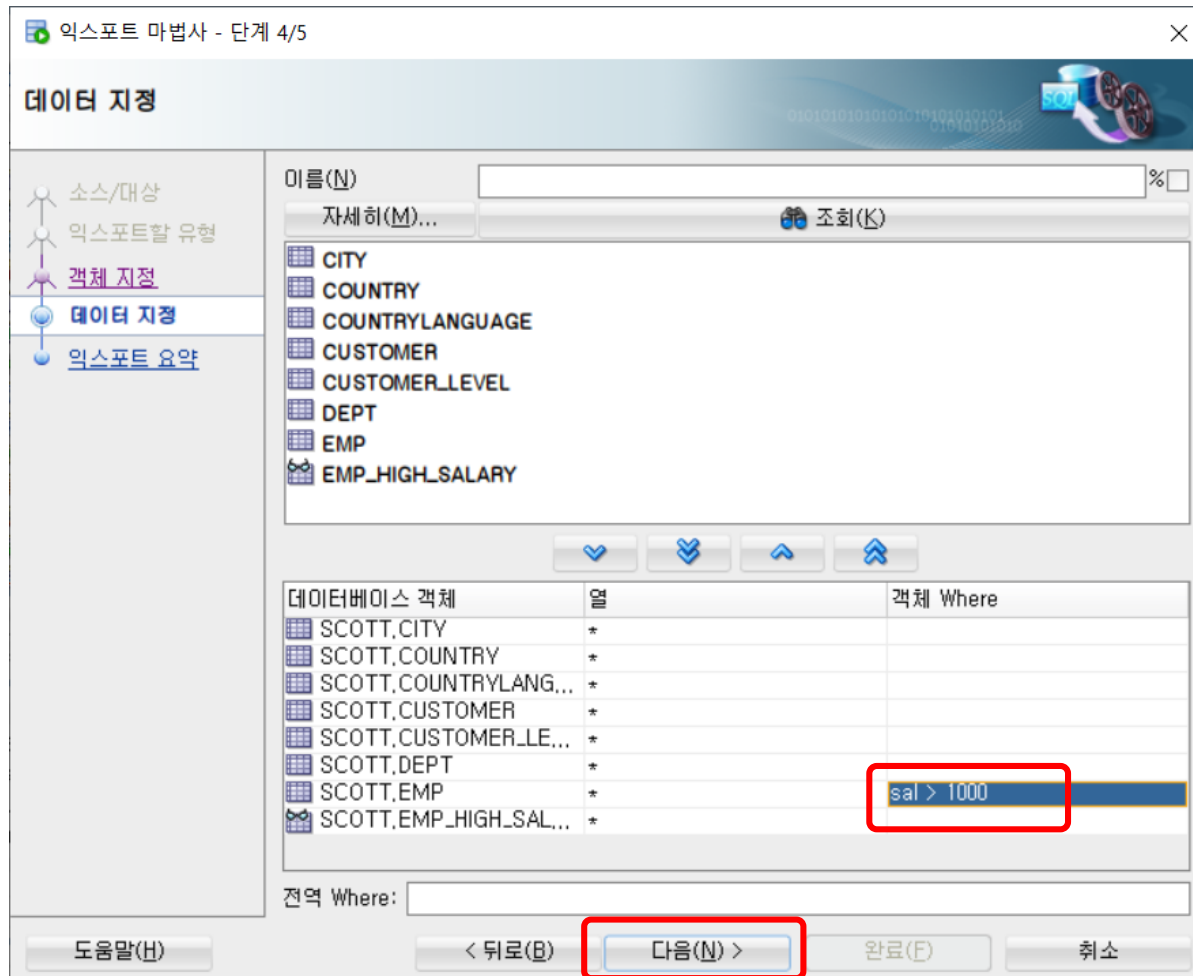 익스포트 마법사 - 단계 4/5
데이터 지정
SQL
이름(N)
%
자세히(M)...
조회(K)
소스/대상
익스포트할 유형
객체 지정
데이터 지정
익스포트 요약
CITY
COUNTRY
COUNTRYLANGUAGE
CUSTOMER
CUSTOMER_LEVEL
DEPT
EMP
EMP_HIGH_SALARY
데이터베이스 객체 열 객체 Where
SCOTT,CITY *
SCOTT,COUNTRY *
SCOTT,COUNTRYLANG,,, *
SCOTT,CUSTOMER *
SCOTT,CUSTOMER_LE,,, *
SCOTT,DEPT *
SCOTT,EMP * sal > 1000
SCOTT,EMP_HIGH_SAL,,, *
전역 Where:
도움말(H) < 뒤로(B) 다음(N) > 완료(F) 취소